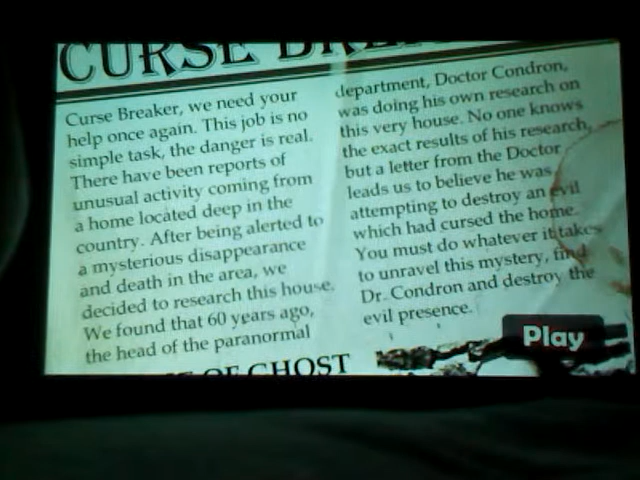 CURSE
Curse Breaker, we need your
help once again. This job is no
simple task, the danger is real.
There have been reports of
unusual activity coming from
a home located deep in the
country. After being alerted to
a mysterious disappearance
and death in the area, we
decided to research this house.
We found that 60 years ago,
the head of the paranormal
department, Doctor Condron,
was doing his own research on
this very house. No one knows
the exact results of his research,
but a letter from the Doctor
leads us to believe he was
attempting to destroy an evil
which had cursed the home.
You must do whatever it takes
to unravel this mystery, find
Dr. Condron and destroy the
evil presence.
OF GHOST
Play